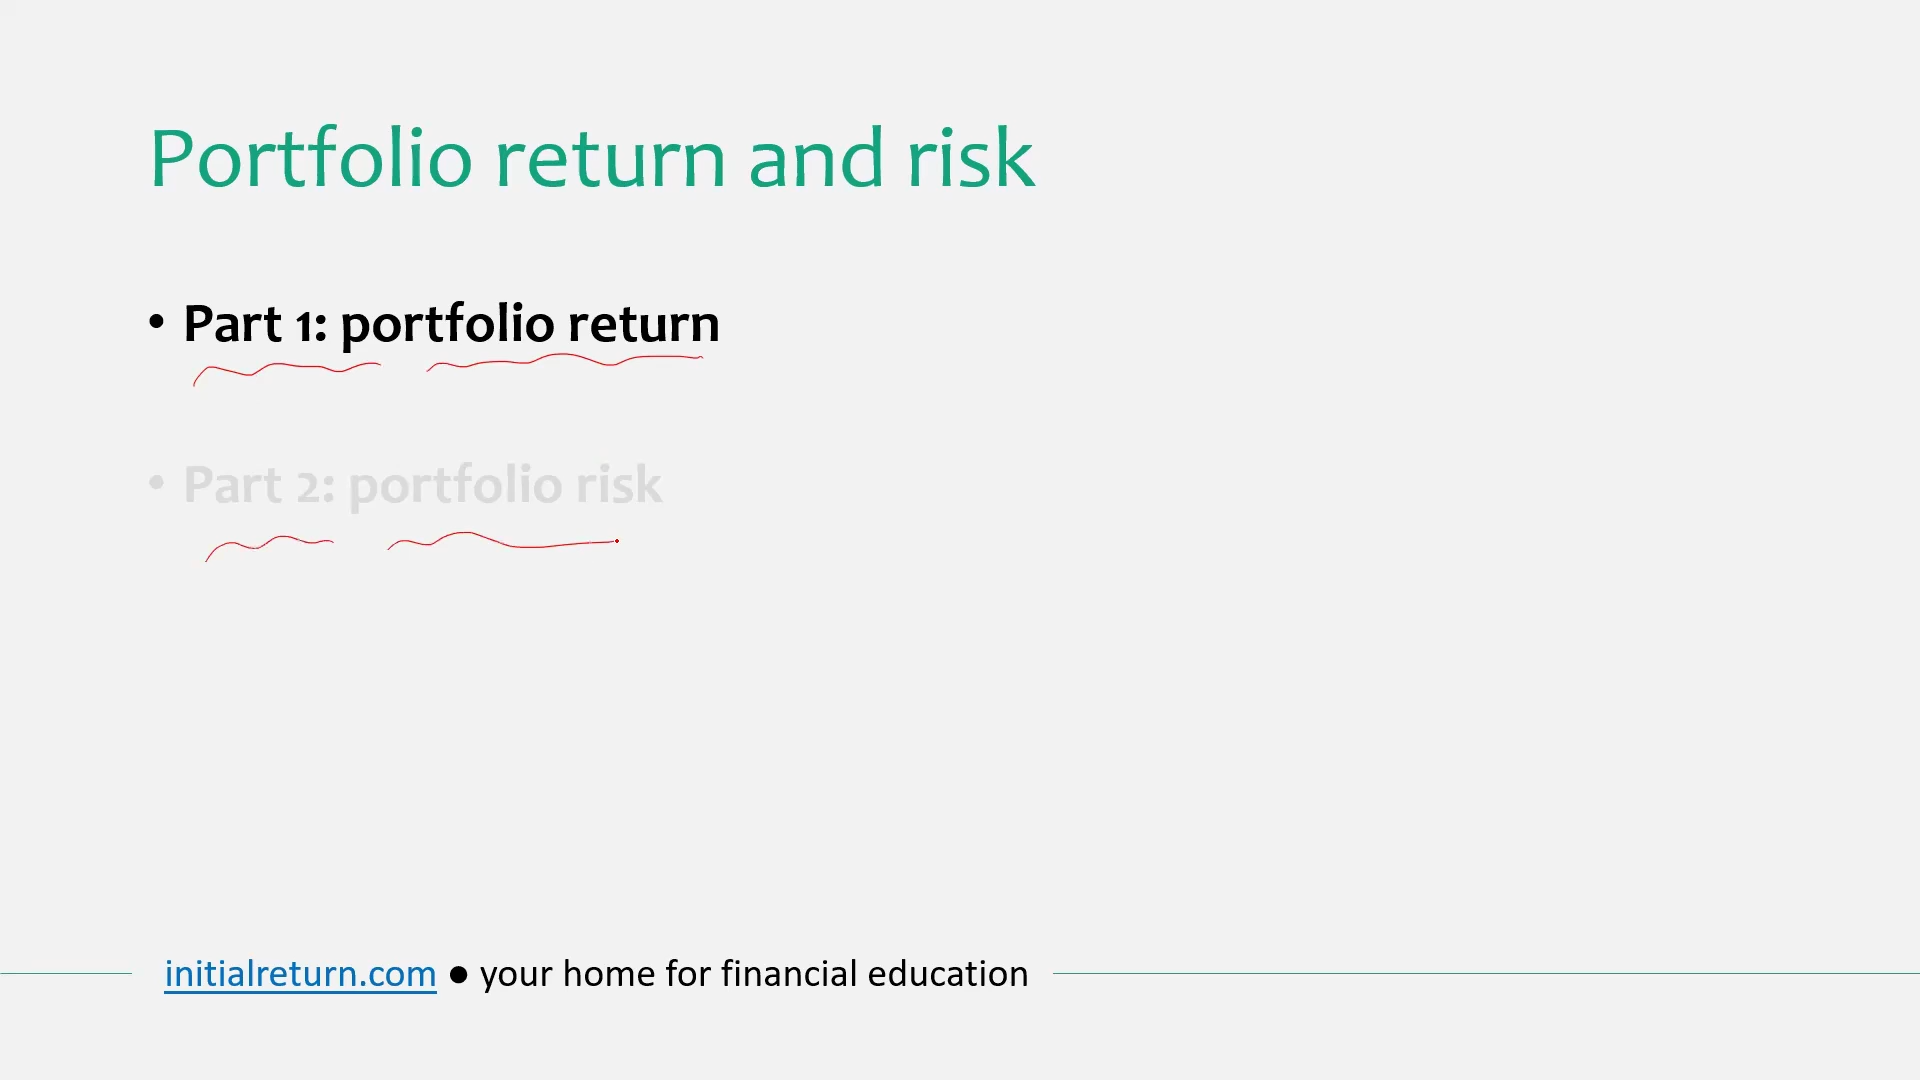 Portfolio return and risk
• Part 1: portfolio return
• Part 2: portfolio risk
initialreturn.com ● your home for financial education